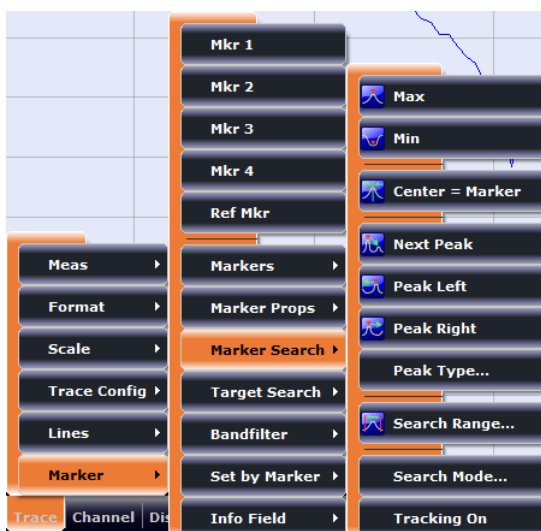 Meas
Format
Scale
Trace Config
Lines
Marker
Trace Channel
Mkr 1
Mkr 2
Mkr 3
Mkr 4
Ref Mkr
Markers
Marker Props
Marker Search
Target Search
Bandfilter
Set by Marker
Info Field
Max
Min
Center = Marker
Next Peak
Peak Left
Peak Right
Peak Type...
Search Range...
Search Mode...
Tracking On